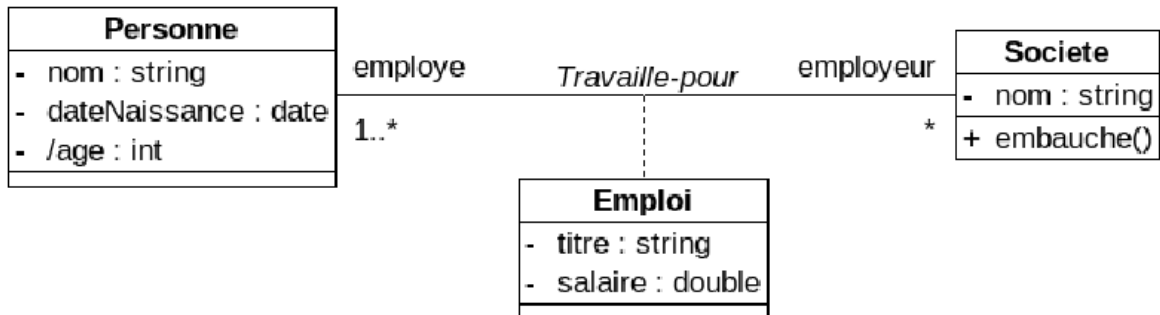 Personne
- nom : string
- dateNaissance : date
- /age : int
employe
Travaille-pour
employeur
1..*
*
Societe
- nom : string
+ embauche()
Emploi
- titre : string
- salaire : double